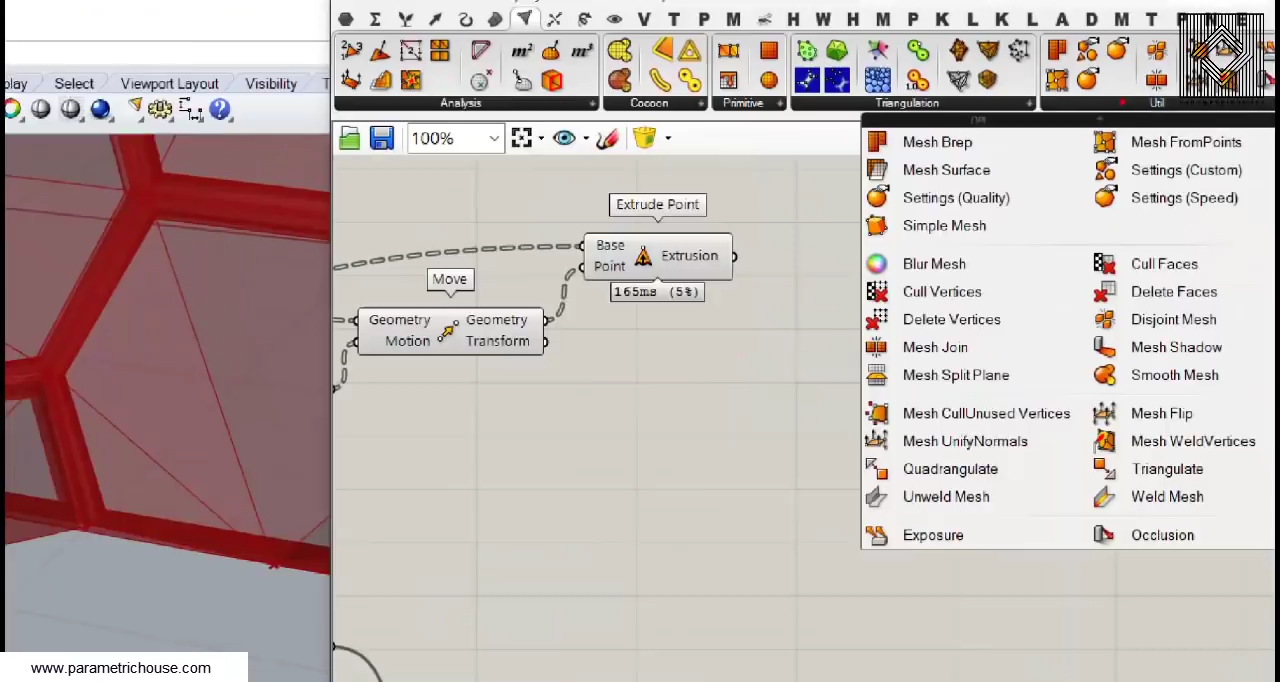 Σ V T P M H W H M P K L K L A D M T P N E
play Select Viewport Layout Visibility T
m² m³
Analysis Cocoon Primitive Triangulation Util
100%
Mesh Brep Mesh FromPoints
Mesh Surface Settings (Custom)
Settings (Quality) Settings (Speed)
Simple Mesh
Blur Mesh Cull Faces
Cull Vertices Delete Faces
Delete Vertices Disjoint Mesh
Mesh Join Mesh Shadow
Mesh Split Plane Smooth Mesh
Mesh CullUnused Vertices Mesh Flip
Mesh UnifyNormals Mesh WeldVertices
Quadrangulate Triangulate
Unweld Mesh Weld Mesh
Exposure Occlusion
Extrude Point
Base
Point Extrusion
165ms (5%)
Move
Geometry Geometry
Motion Transform
www.parametrichouse.com